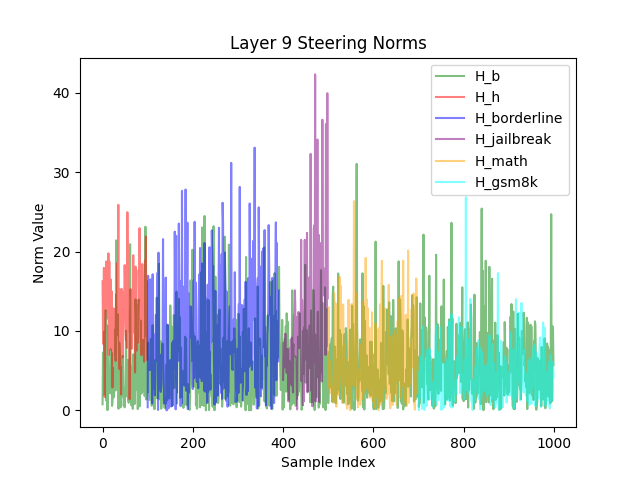 Layer 9 Steering Norms
H_b
H_h
H_borderline
H_jailbreak
H_math
H_gsm8k
Norm Value
40
30
20
10
0
0
200
400
600
800
1000
Sample Index